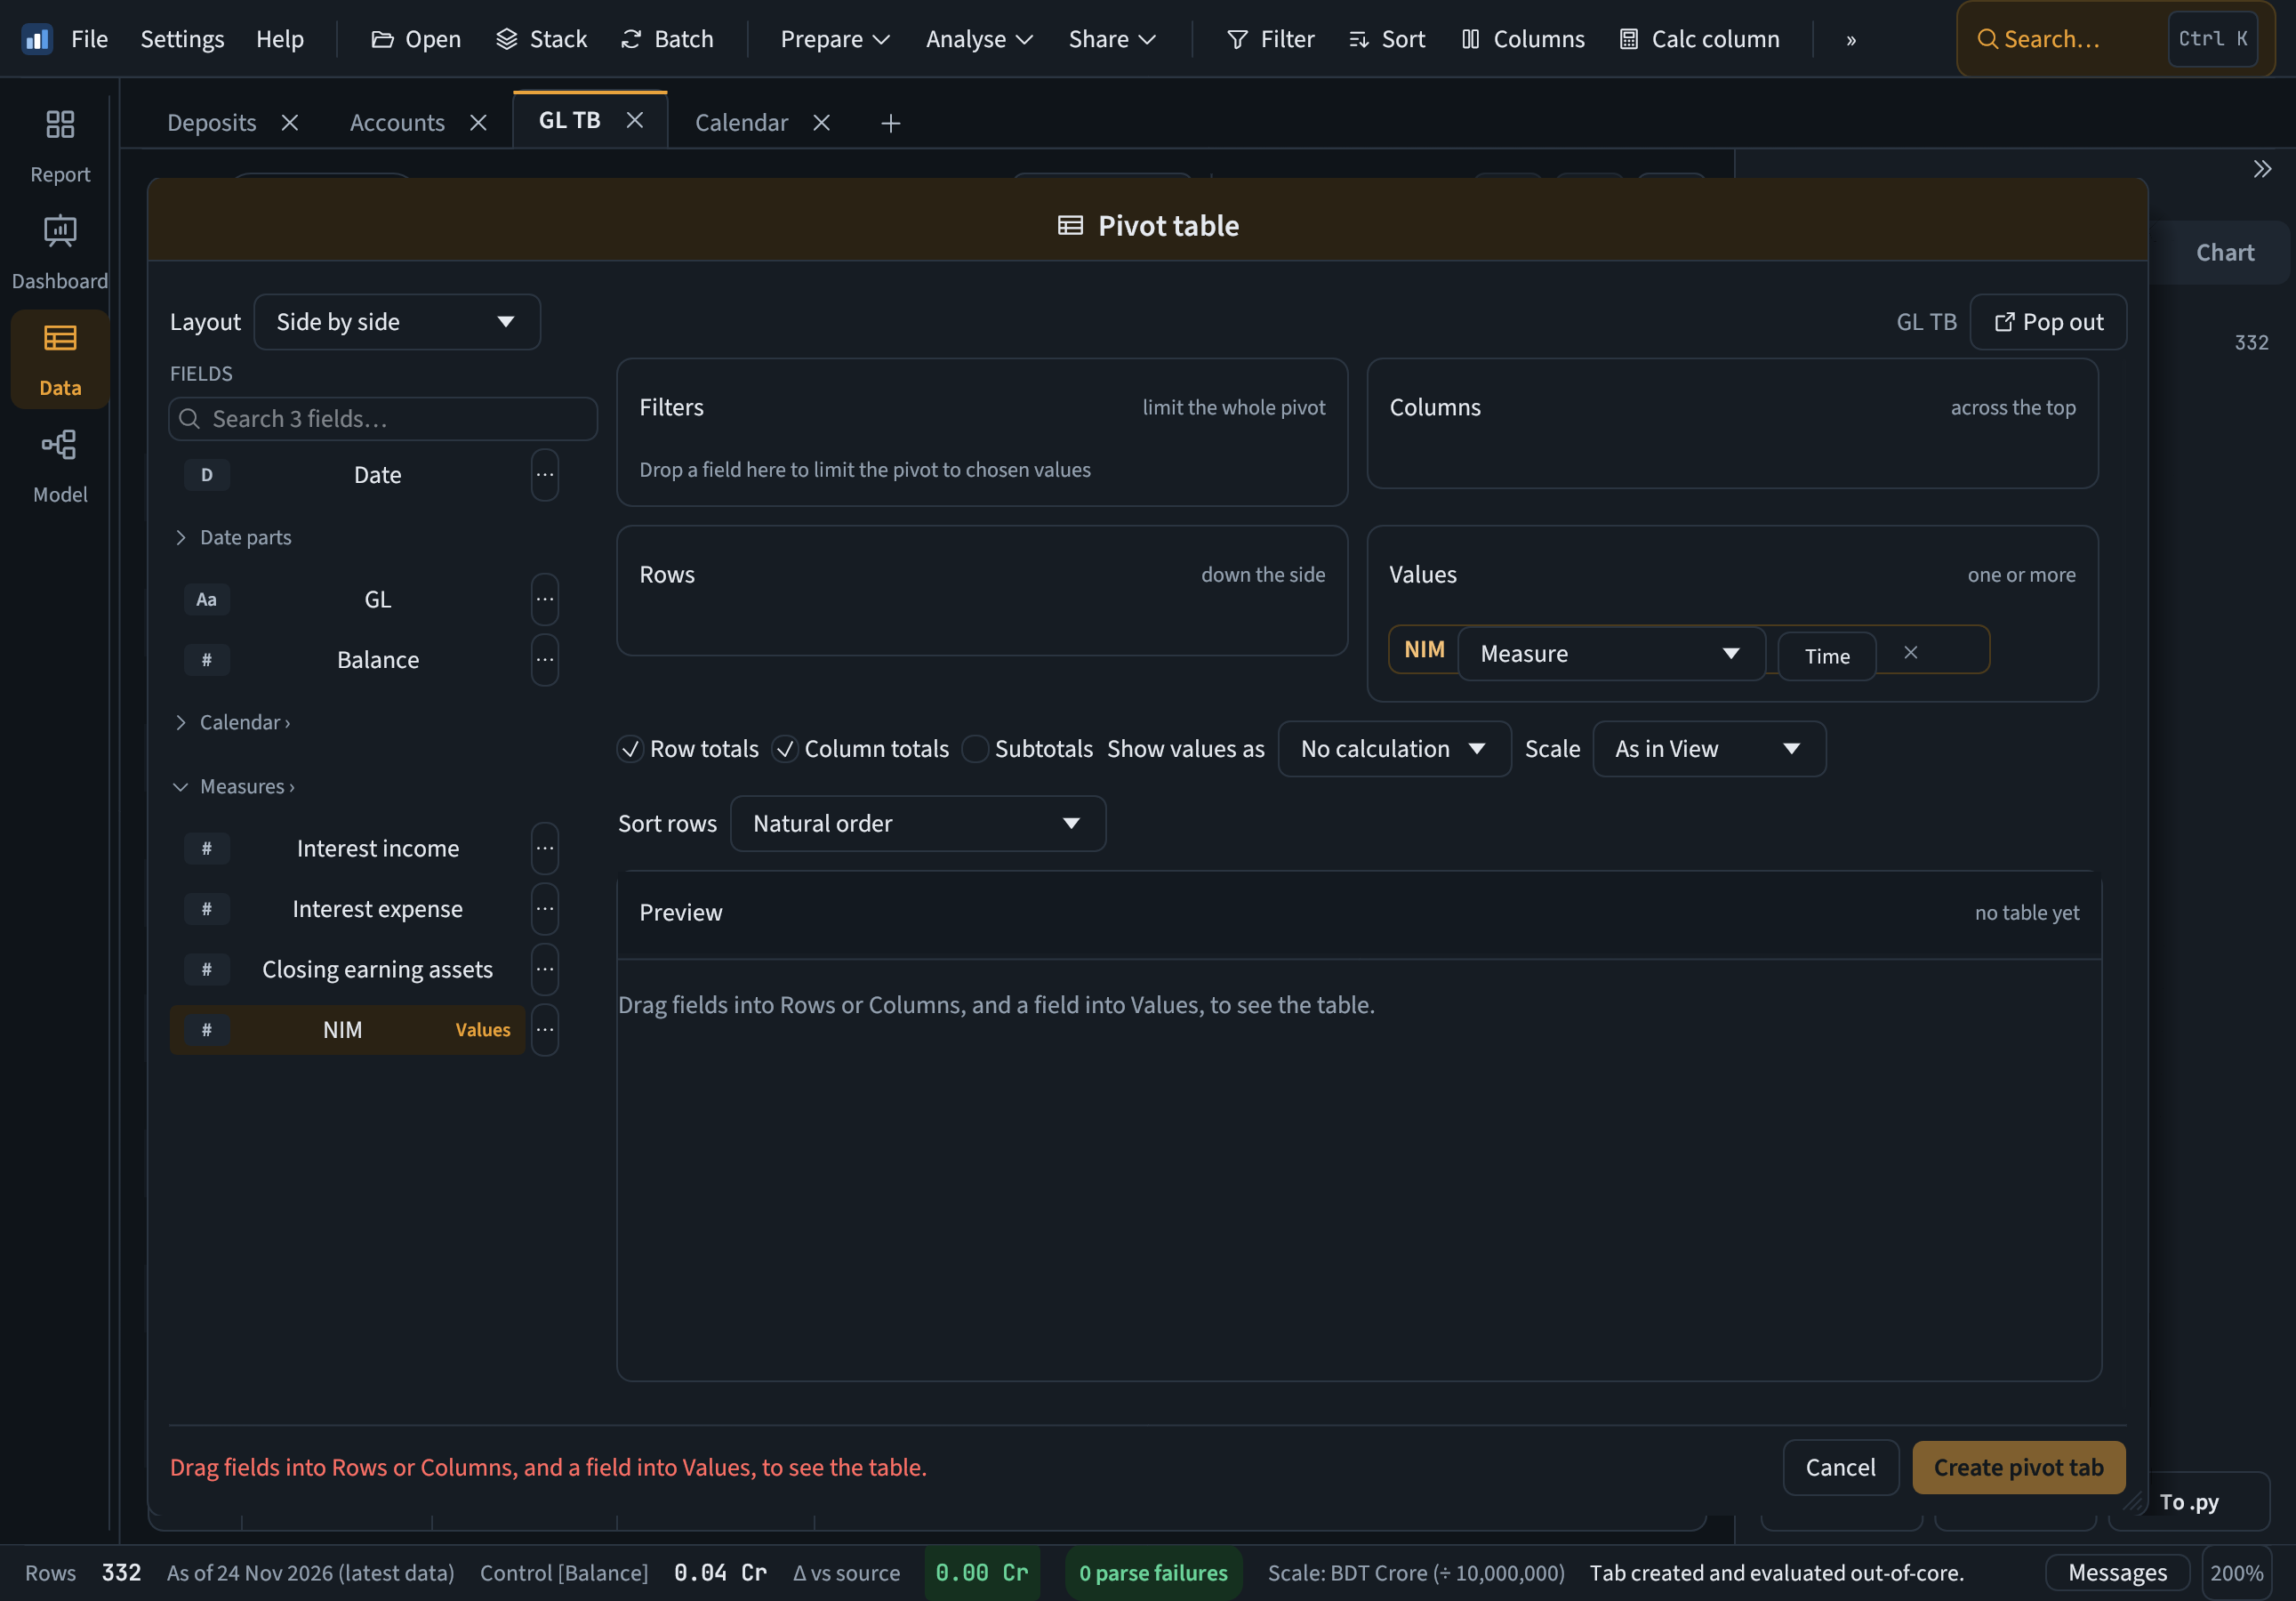 File Settings Help Open Stack Batch Prepare Analyse Share Filter Sort Columns Calc column » Search… Ctrl K
Deposits Accounts GL TB Calendar
Report
Dashboard
Data
Model
Pivot table
Chart
332
Layout Side by side GL TB Pop out
FIELDS
Search 3 fields…
D Date ...
Date parts
Aa GL ...
# Balance ...
Calendar ›
Measures ›
# Interest income ...
# Interest expense ...
# Closing earning assets ...
# NIM Values ...
Filters limit the whole pivot
Drop a field here to limit the pivot to chosen values
Columns across the top
Rows down the side
Values one or more
NIM Measure Time
Row totals Column totals Subtotals Show values as No calculation Scale As in View
Sort rows Natural order
Preview no table yet
Drag fields into Rows or Columns, and a field into Values, to see the table.
Drag fields into Rows or Columns, and a field into Values, to see the table.
Cancel Create pivot tab
To .py
Rows 332 As of 24 Nov 2026 (latest data) Control [Balance] 0.04 Cr Δ vs source 0.00 Cr 0 parse failures Scale: BDT Crore (÷ 10,000,000) Tab created and evaluated out-of-core. Messages 200%